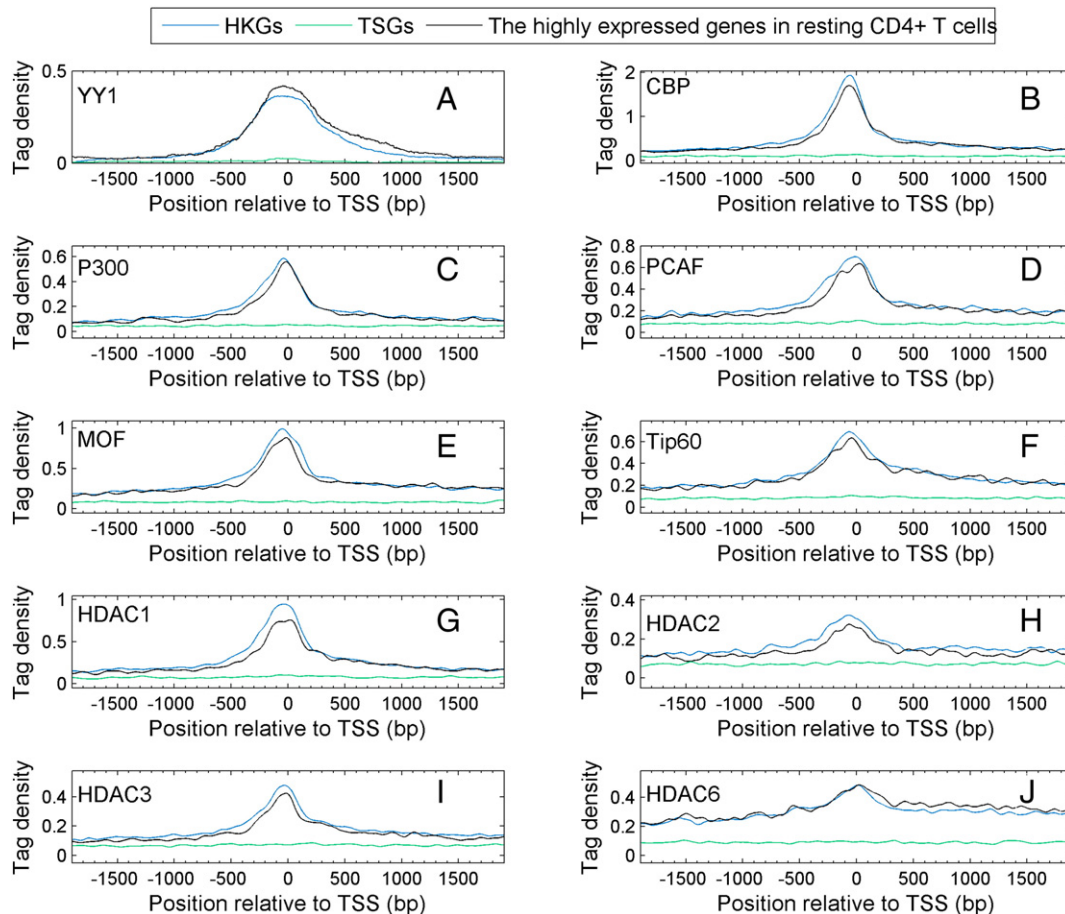 HKGs TSGs The highly expressed genes in resting CD4+ T cells
Tag density
0.5
0
YY1
A
-1500 -1000 -500 0 500 1000 1500
Position relative to TSS (bp)
Tag density
2
1
0
CBP
B
-1500 -1000 -500 0 500 1000 1500
Position relative to TSS (bp)
Tag density
0.6
0.4
0.2
0
P300
C
-1500 -1000 -500 0 500 1000 1500
Position relative to TSS (bp)
Tag density
0.8
0.6
0.4
0.2
0
PCAF
D
-1500 -1000 -500 0 500 1000 1500
Position relative to TSS (bp)
Tag density
1
0.5
0
MOF
E
-1500 -1000 -500 0 500 1000 1500
Position relative to TSS (bp)
Tag density
0.6
0.4
0.2
0
Tip60
F
-1500 -1000 -500 0 500 1000 1500
Position relative to TSS (bp)
Tag density
1
0.5
0
HDAC1
G
-1500 -1000 -500 0 500 1000 1500
Position relative to TSS (bp)
Tag density
0.4
0.2
0
HDAC2
H
-1500 -1000 -500 0 500 1000 1500
Position relative to TSS (bp)
Tag density
0.4
0.2
0
HDAC3
I
-1500 -1000 -500 0 500 1000 1500
Position relative to TSS (bp)
Tag density
0.4
0.2
0
HDAC6
J
-1500 -1000 -500 0 500 1000 1500
Position relative to TSS (bp)